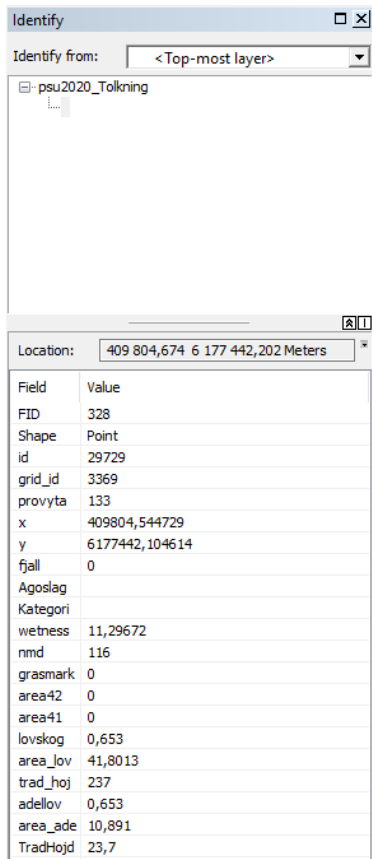 Identify
Identify from: <Top-most layer>
psu2020_Tolkning
Location: 409 804,674 6 177 442,202 Meters
Field Value
FID 328
Shape Point
id 29729
grid_id 3369
provyta 133
x 409804,544729
y 6177442,104614
fjall 0
Agoslag
Kategori
wetness 11,29672
nmd 116
grasmark 0
area42 0
area41 0
lovskog 0,653
area_lov 41,8013
trad_hoj 237
adellov 0,653
area_ade 10,891
TradHojd 23,7